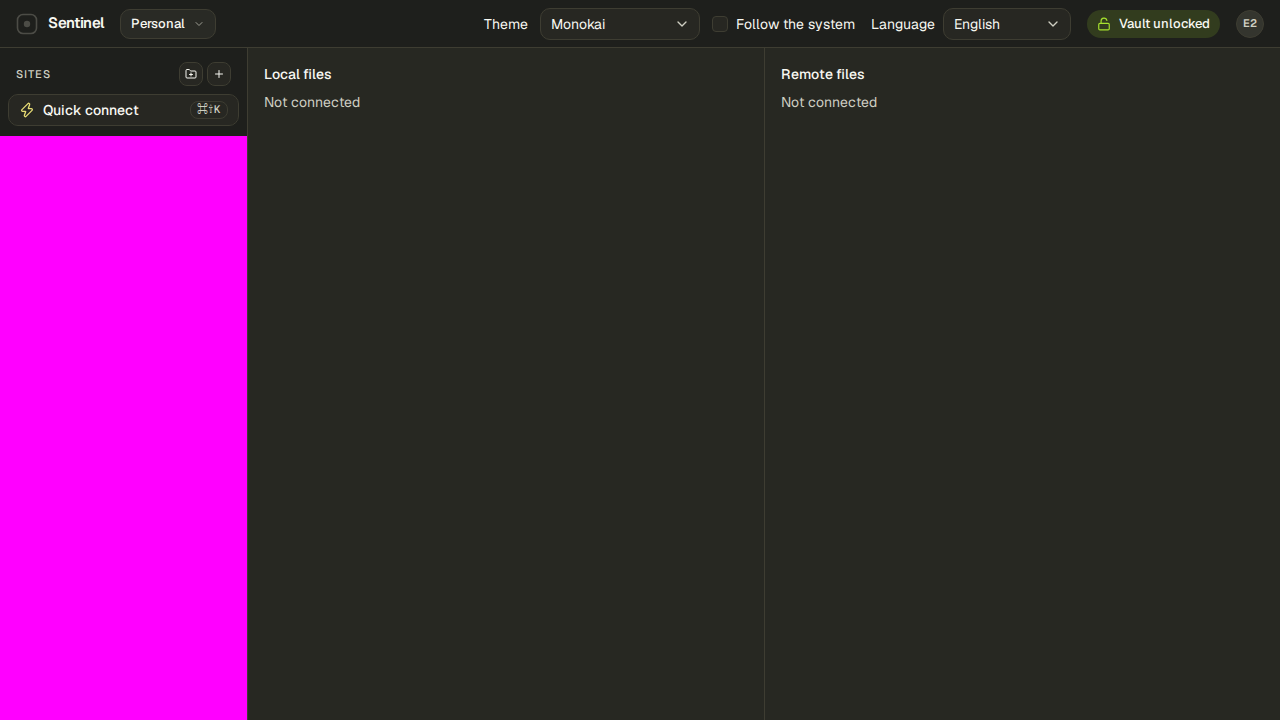 Sentinel
Personal
Theme
Monokai
Follow the system
Language
English
Vault unlocked
E2
SITES
Quick connect
⌘⇧K
Local files
Not connected
Remote files
Not connected